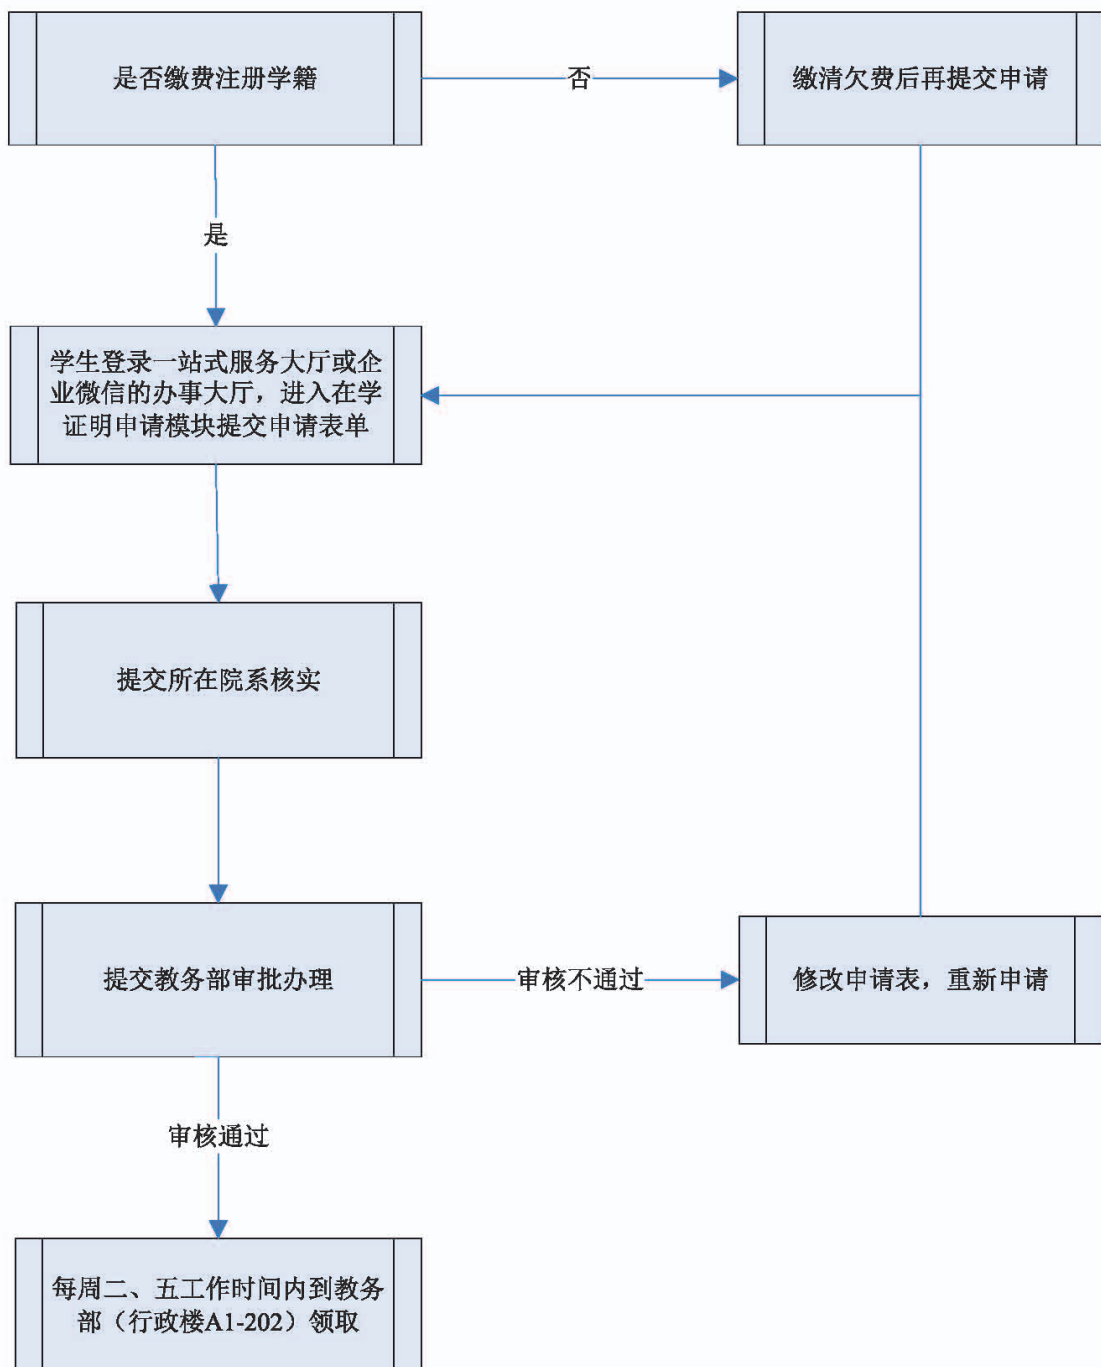 是否缴费注册学籍
否
缴清欠费后再提交申请
是
学生登录一站式服务大厅或企
业微信的办事大厅，进入在学
证明申请模块提交申请表单
提交所在院系核实
提交教务部审批办理
审核不通过
修改申请表，重新申请
审核通过
每周二、五工作时间内到教务
部（行政楼A1-202）领取